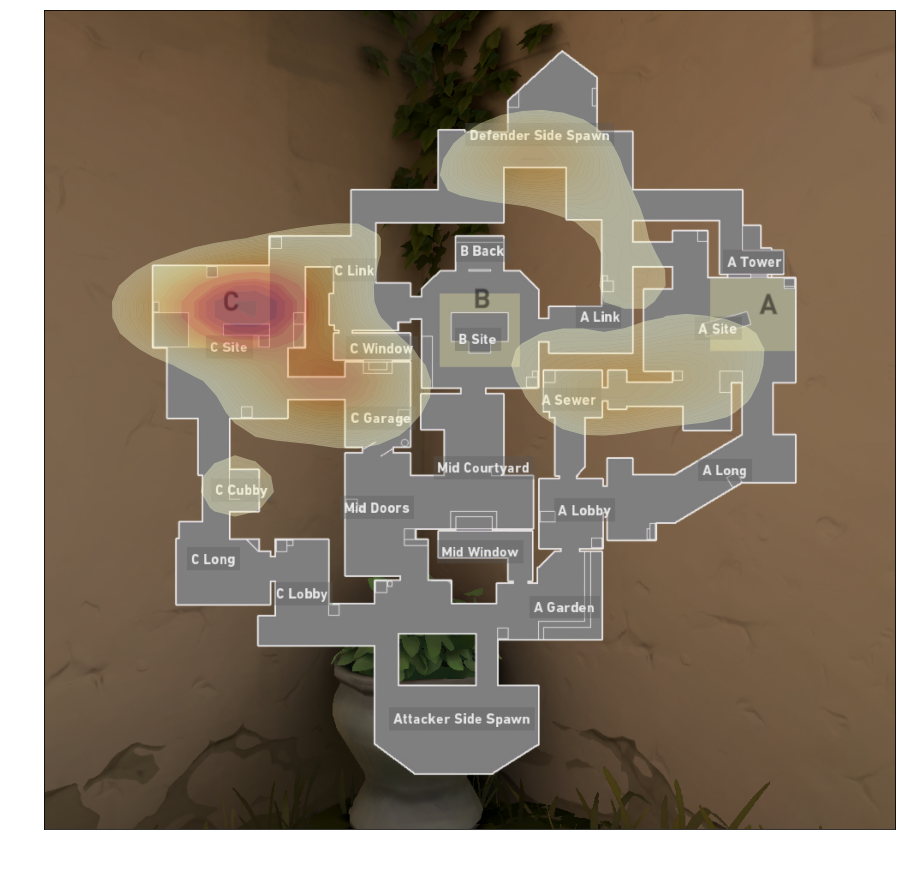 Defender Side Spawn
B Back
A Tower
C Link
C
B
A
A Link
A Site
B Site
C Site
C Window
A Sewer
C Garage
Mid Courtyard
A Long
C Cubby
Mid Doors
A Lobby
Mid Window
C Long
C Lobby
A Garden
Attacker Side Spawn